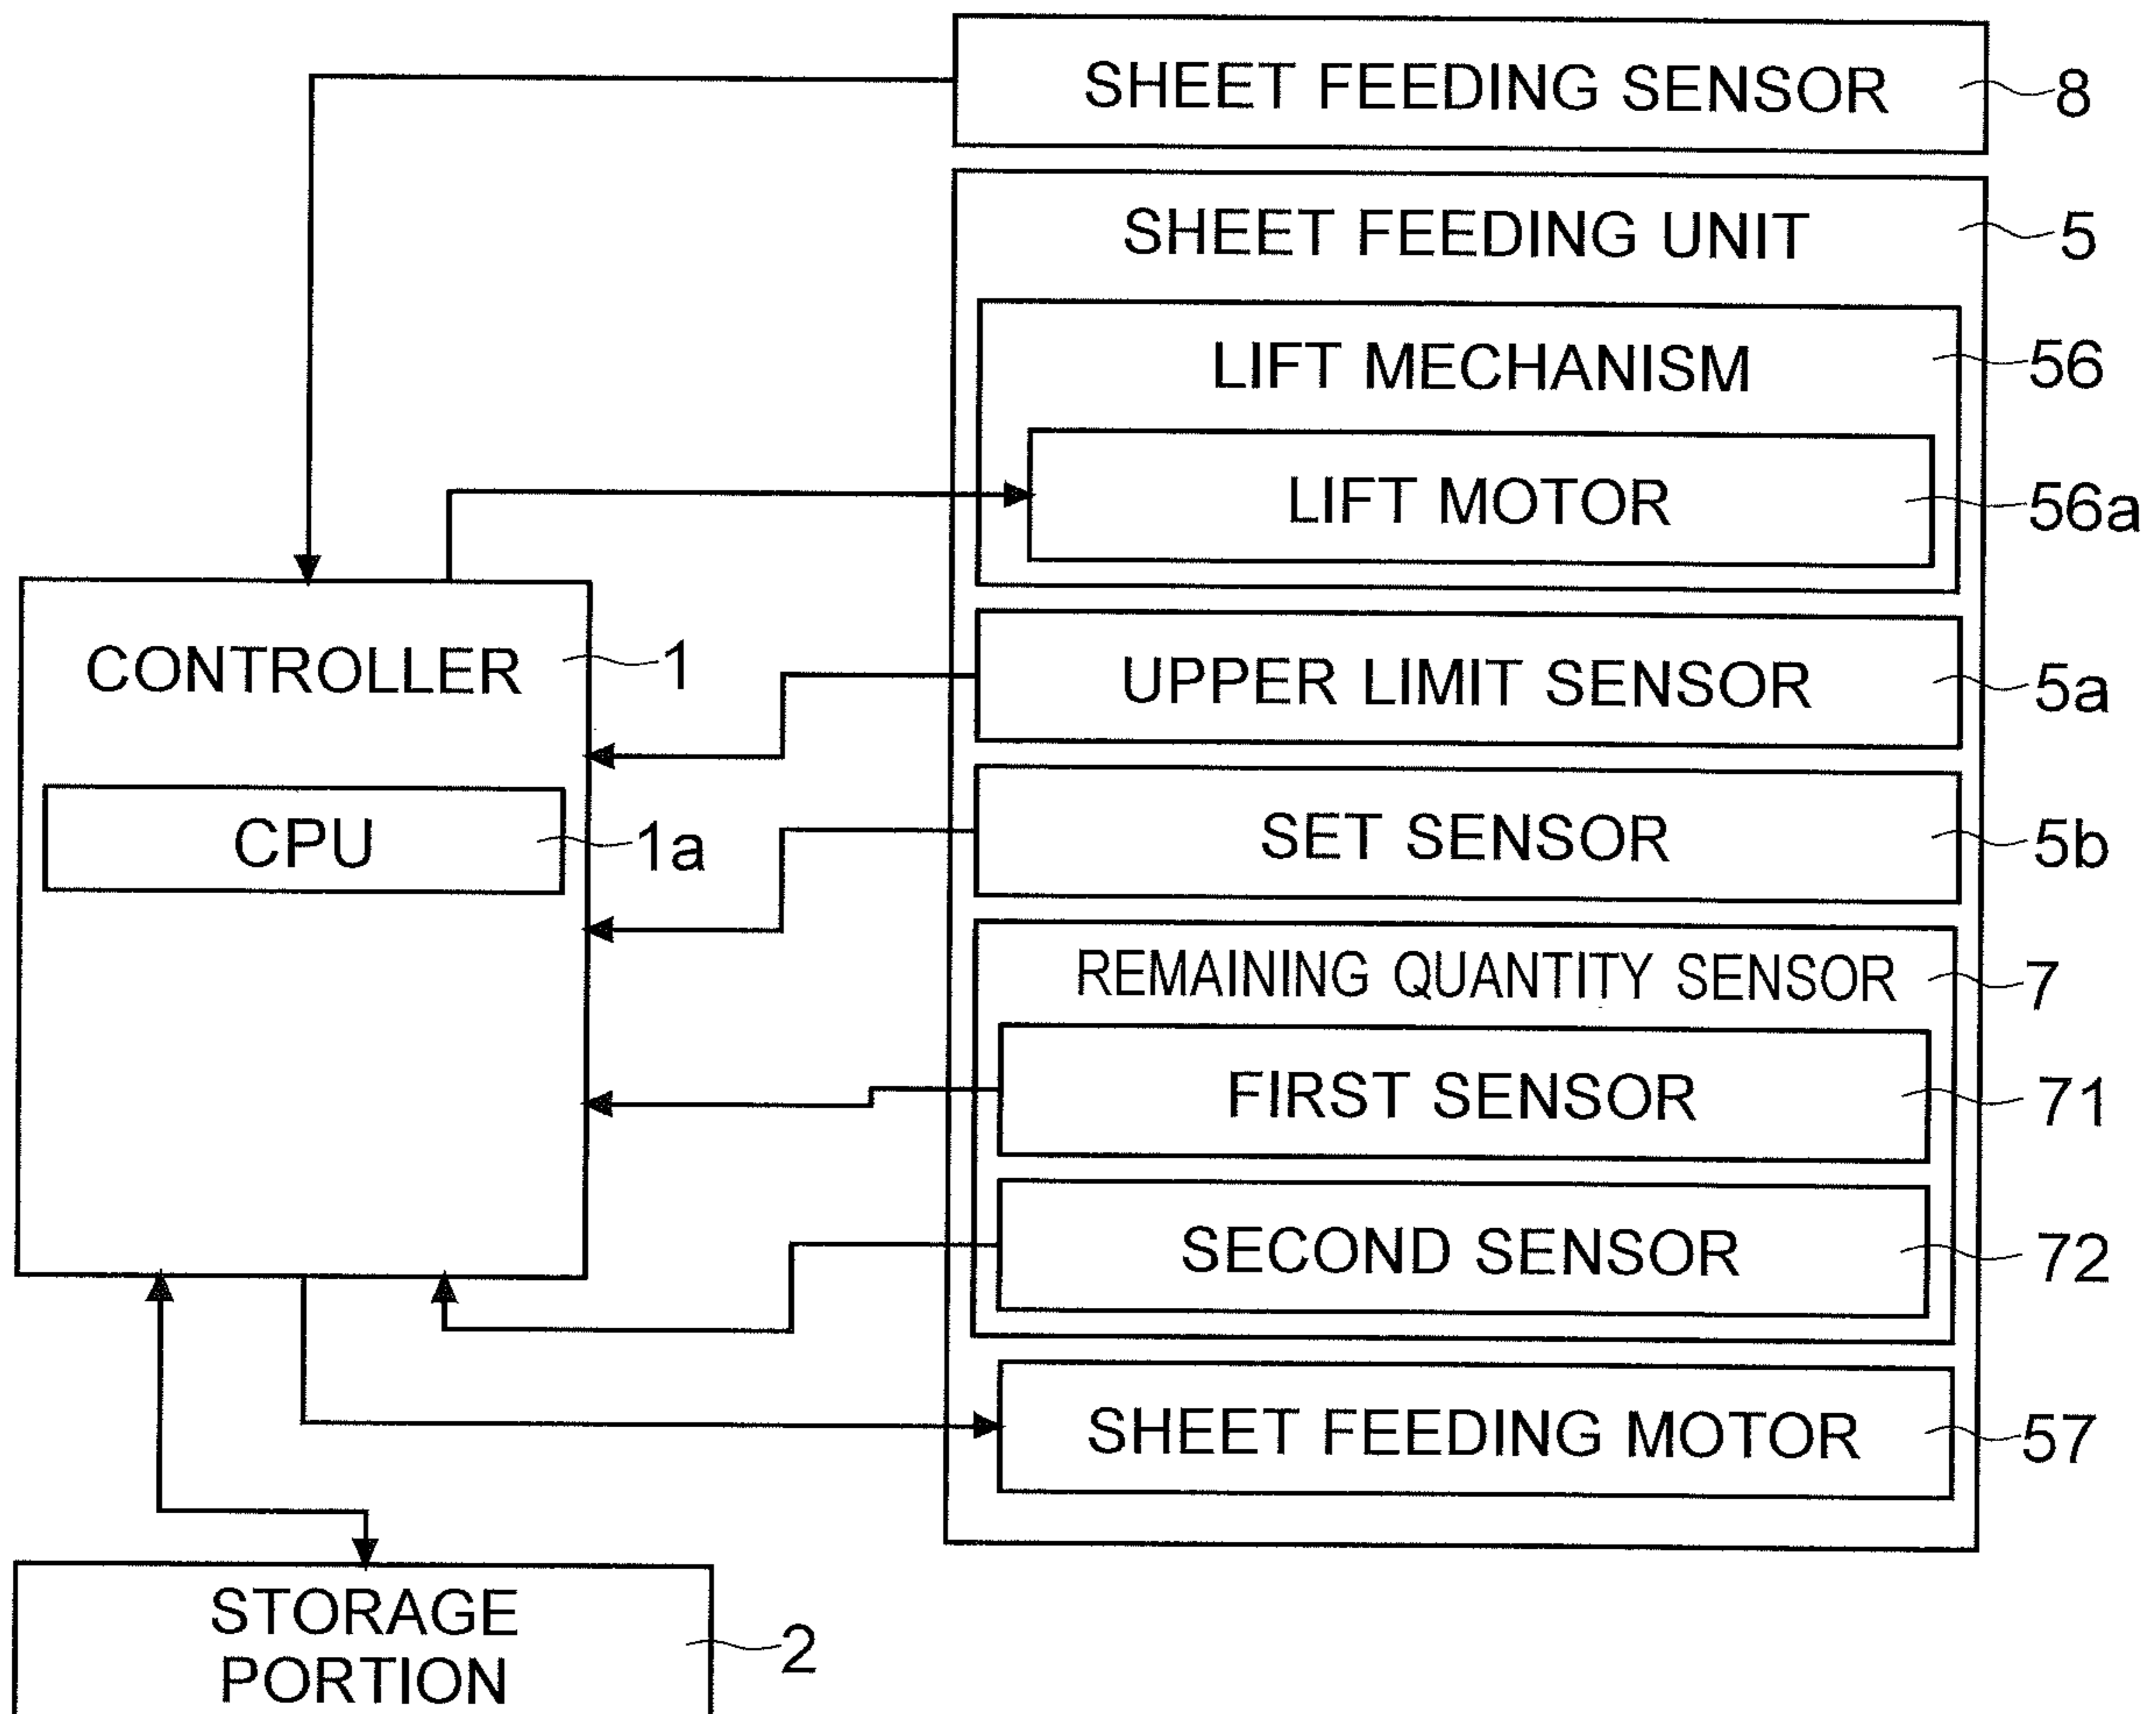 SHEET FEEDING SENSOR 8
SHEET FEEDING UNIT 5
LIFT MECHANISM 56
LIFT MOTOR 56a
CONTROLLER 1
UPPER LIMIT SENSOR 5a
CPU 1a
SET SENSOR 5b
REMAINING QUANTITY SENSOR 7
FIRST SENSOR 71
SECOND SENSOR 72
SHEET FEEDING MOTOR 57
STORAGE
PORTION
2